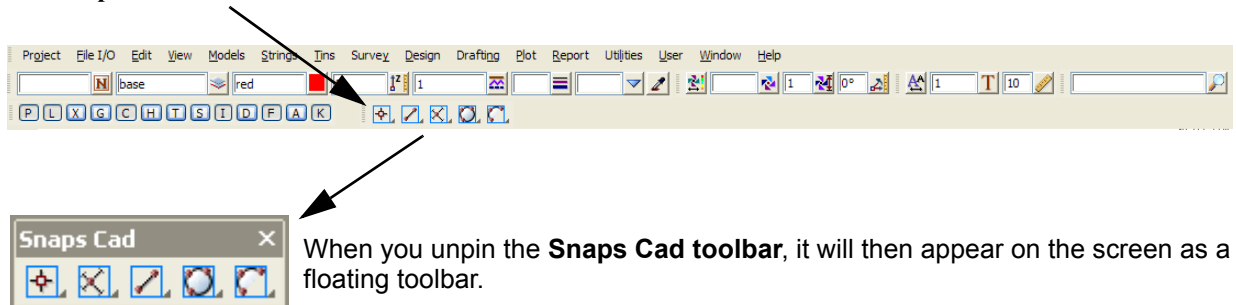 Project File I/O Edit View Models Strings Tins Survey Design Drafting Plot Report Utilities User Window Help
N base red 1 1 0° 1 T 10
P L X G C H T S I D F A K
Snaps Cad
When you unpin the Snaps Cad toolbar, it will then appear on the screen as a
floating toolbar.